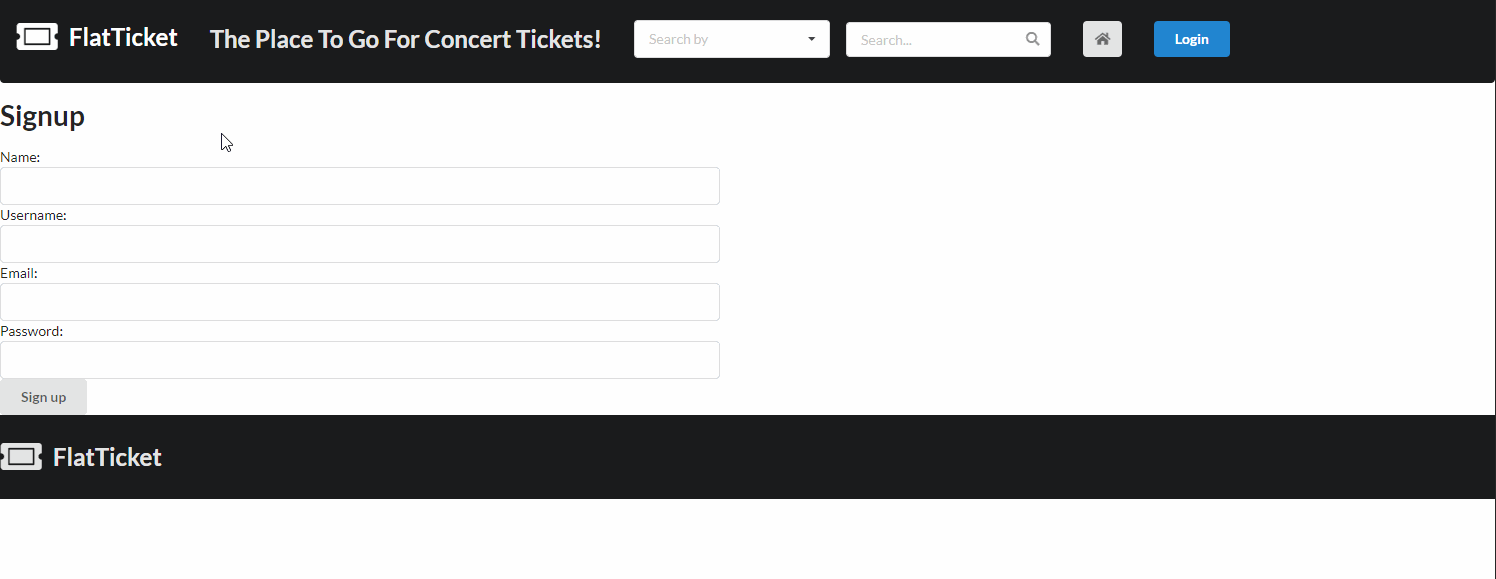 FlatTicket The Place To Go For Concert Tickets! Search by Search... Login
Signup
Name:
Username:
Email:
Password:
Sign up
FlatTicket